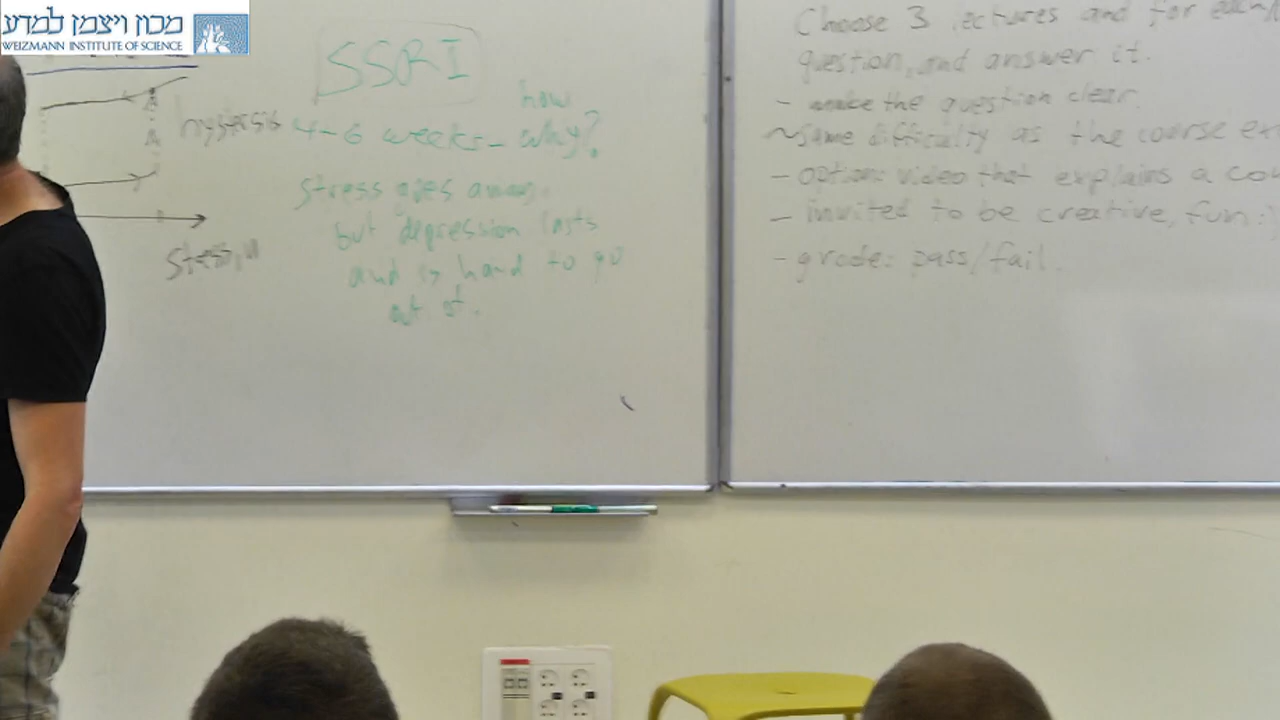 מכון ויצמן למדע
WEIZMANN INSTITUTE OF SCIENCE
SSRI
how
hystersis
4-6 weeks - why?
stress goes away.
but depression lasts
and is hard to go
out of.
Choose 3 lectures and for each
question, and answer it.
- make the question clear.
~same difficulty as the course ex
- option: video that explains a co
- invited to be creative, fun :)
- grade: pass/fail.